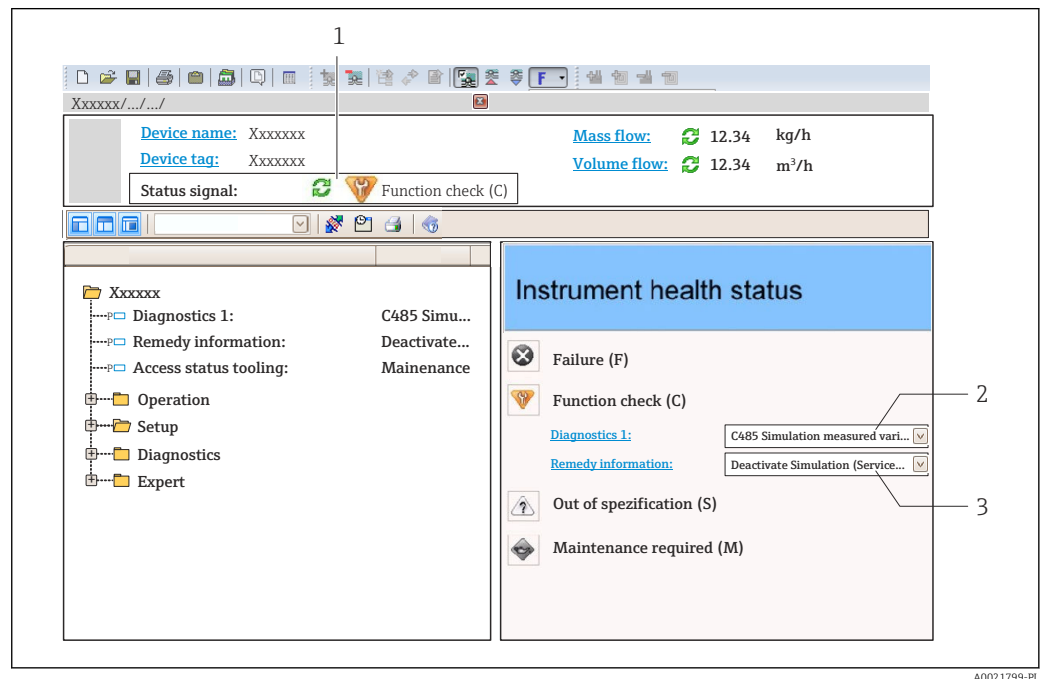 1
F
Xxxxxx/.../.../
Device name: Xxxxxxx
Mass flow: 12.34 kg/h
Device tag: Xxxxxxx
Volume flow: 12.34 m³/h
Status signal: Function check (C)
Xxxxxx
P Diagnostics 1: C485 Simu...
P Remedy information: Deactivate...
P Access status tooling: Mainenance
Operation
Setup
Diagnostics
Expert
Instrument health status
Failure (F)
Function check (C)
Diagnostics 1: C485 Simulation measured vari...
2
Remedy information: Deactivate Simulation (Service...
3
Out of spezification (S)
Maintenance required (M)
A0021799-PL